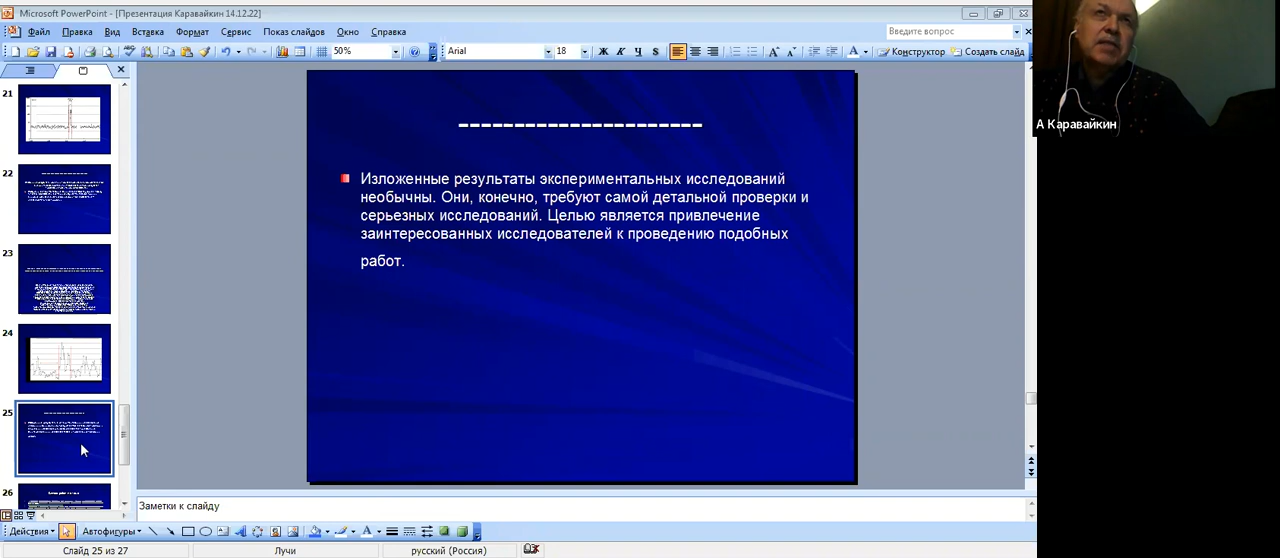 Microsoft PowerPoint - [Презентация Каравайкин 14.12.22]
Файл Правка Вид Вставка Формат Сервис Показ слайдов Окно Справка Введите вопрос
50% Arial 18 Ж К Ч S Конструктор Создать слайд
А Каравайкин
21
22
23
24
25
26
--------------------
Изложенные результаты экспериментальных исследований
необычны. Они, конечно, требуют самой детальной проверки и
серьезных исследований. Целью является привлечение
заинтересованных исследователей к проведению подобных
работ.
Заметки к слайду
Действия Автофигуры
Слайд 25 из 27 Лучи русский (Россия)